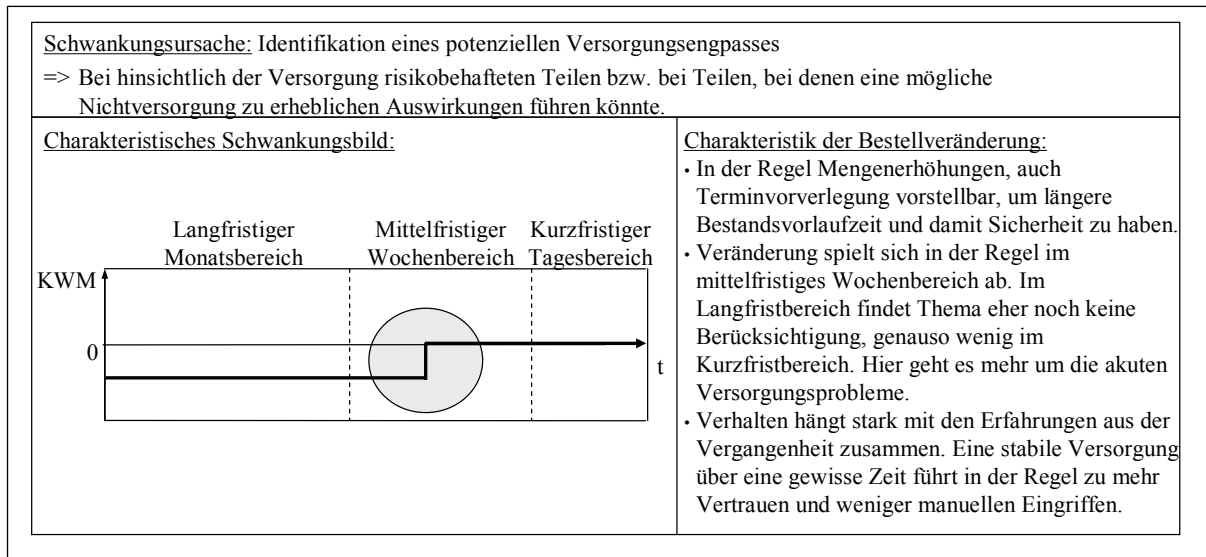 Schwankungsursache: Identifikation eines potenziellen Versorgungsengpasses
=> Bei hinsichtlich der Versorgung risikobehafteten Teilen bzw. bei Teilen, bei denen eine mögliche
Nichtversorgung zu erheblichen Auswirkungen führen könnte.
Charakteristisches Schwankungsbild:
Langfristiger Monatsbereich
Mittelfristiger Wochenbereich
Kurzfristiger Tagesbereich
KWM
0
t
Charakteristik der Bestellveränderung:
• In der Regel Mengenerhöhungen, auch
Terminvorverlegung vorstellbar, um längere
Bestandsvorlaufzeit und damit Sicherheit zu haben.
• Veränderung spielt sich in der Regel im
mittelfristiges Wochenbereich ab. Im
Langfristbereich findet Thema eher noch keine
Berücksichtigung, genauso wenig im
Kurzfristbereich. Hier geht es mehr um die akuten
Versorgungsprobleme.
• Verhalten hängt stark mit den Erfahrungen aus der
Vergangenheit zusammen. Eine stabile Versorgung
über eine gewisse Zeit führt in der Regel zu mehr
Vertrauen und weniger manuellen Eingriffen.